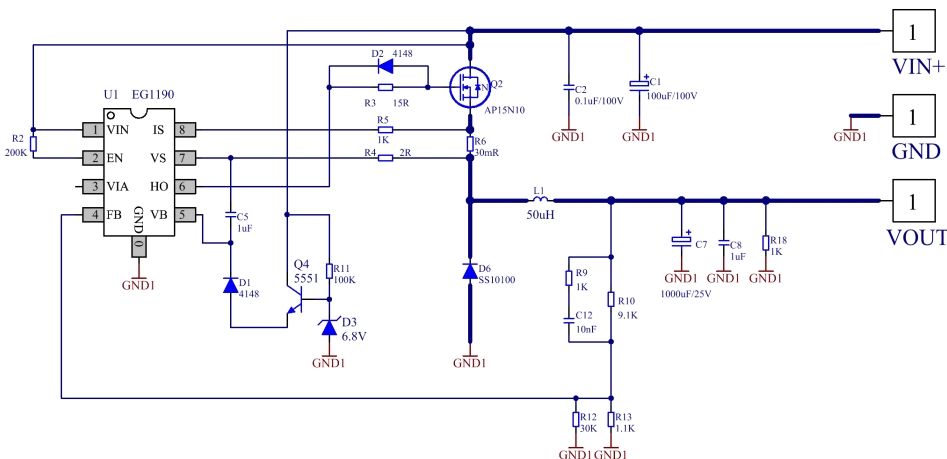 D2 4148
1
VIN+
U1 EG1190
Q2
N
AP15N10
R3 15R
C2
0.1uF/100V
+
C1
100uF/100V
1 VIN IS 8
R5
1K
R2
200K
R6
30mR
GND1
GND1
GND1
1
GND
2 EN VS 7
R4 2R
3 VIA HO 6
4 FB VB 5
GND
0
C5
1uF
L1
50uH
1
VOUT
+
C7
1000uF/25V
C8
1uF
R18
1K
GND1
GND1
GND1
GND1
D1
4148
Q4
5551
R11
100K
D6
SS10100
R9
1K
R10
9.1K
C12
10nF
D3
6.8V
GND1
GND1
R12
30K
R13
1.1K
GND1
GND1